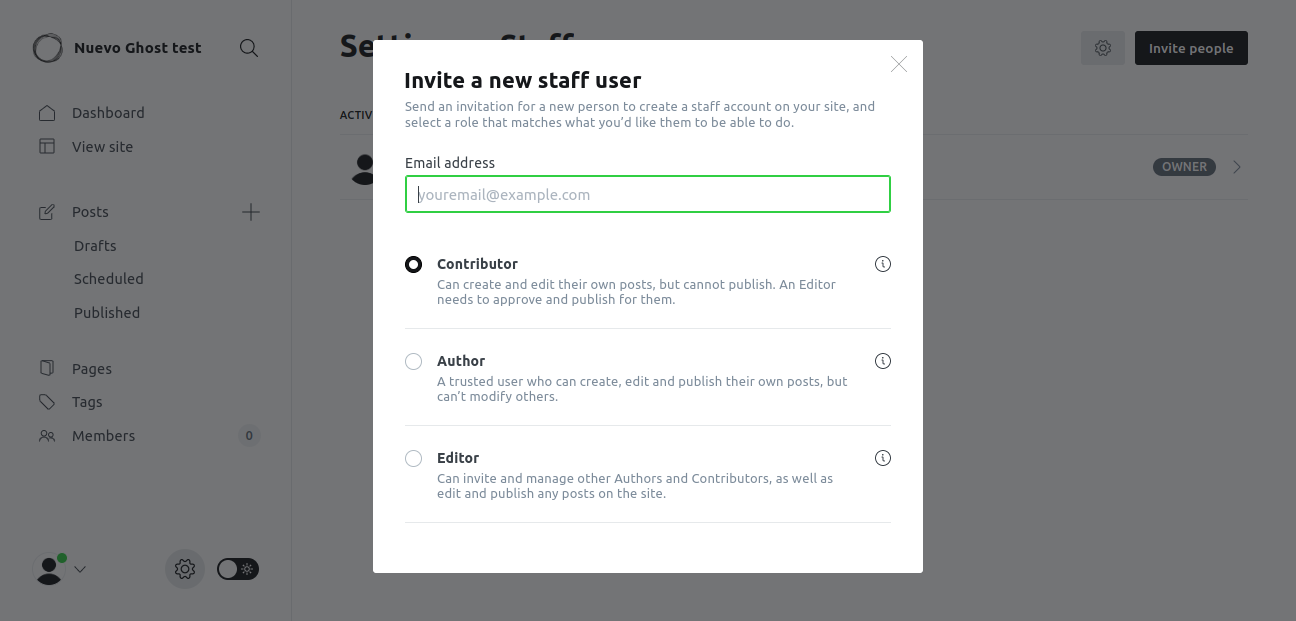 Nuevo Ghost test
Dashboard
View site
Posts
Drafts
Scheduled
Published
Pages
Tags
Members 0
Invite people
ACTIV
OWNER
Invite a new staff user
Send an invitation for a new person to create a staff account on your site, and
select a role that matches what you’d like them to be able to do.
Email address
youremail@example.com
Contributor
Can create and edit their own posts, but cannot publish. An Editor
needs to approve and publish for them.
Author
A trusted user who can create, edit and publish their own posts, but
can’t modify others.
Editor
Can invite and manage other Authors and Contributors, as well as
edit and publish any posts on the site.